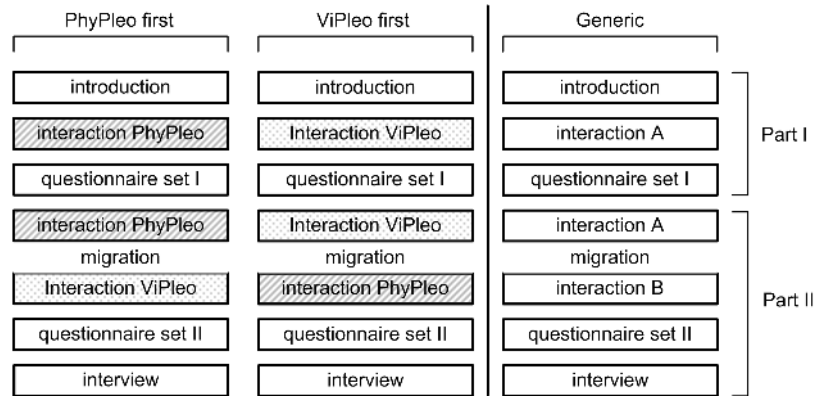 PhyPleo first
ViPleo first
Generic
introduction
introduction
introduction
interaction PhyPleo
Interaction ViPleo
interaction A
Part I
questionnaire set I
questionnaire set I
questionnaire set I
interaction PhyPleo
Interaction ViPleo
interaction A
migration
migration
migration
Interaction ViPleo
interaction PhyPleo
interaction B
Part II
questionnaire set II
questionnaire set II
questionnaire set II
interview
interview
interview